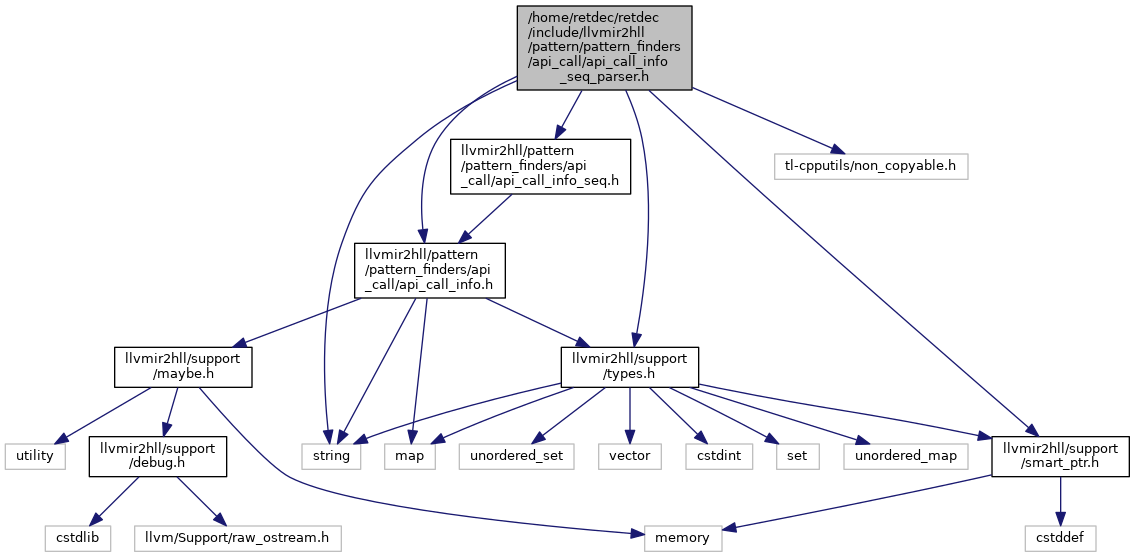 /home/retdec/retdec
/include/llvmir2hll
/pattern/pattern_finders
/api_call/api_call_info
_seq_parser.h
llvmir2hll/pattern
/pattern_finders/api
_call/api_call_info_seq.h
tl-cpputils/non_copyable.h
llvmir2hll/pattern
/pattern_finders/api
_call/api_call_info.h
llvmir2hll/support
/maybe.h
llvmir2hll/support
/types.h
utility
llvmir2hll/support
/debug.h
string
map
unordered_set
vector
cstdint
set
unordered_map
llvmir2hll/support
/smart_ptr.h
cstdlib
llvm/Support/raw_ostream.h
memory
cstddef